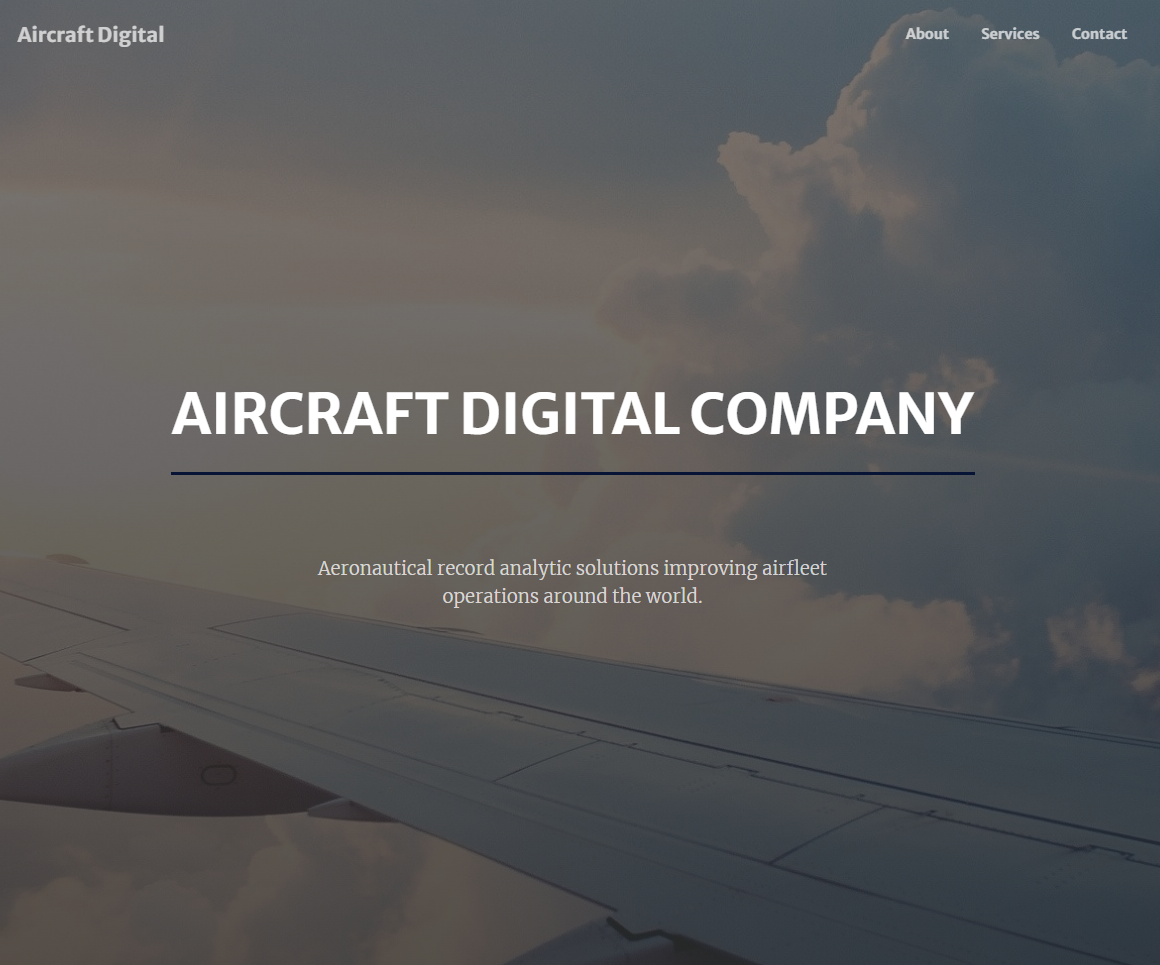 Aircraft Digital
About Services Contact
AIRCRAFT DIGITAL COMPANY
Aeronautical record analytic solutions improving airfleet
operations around the world.